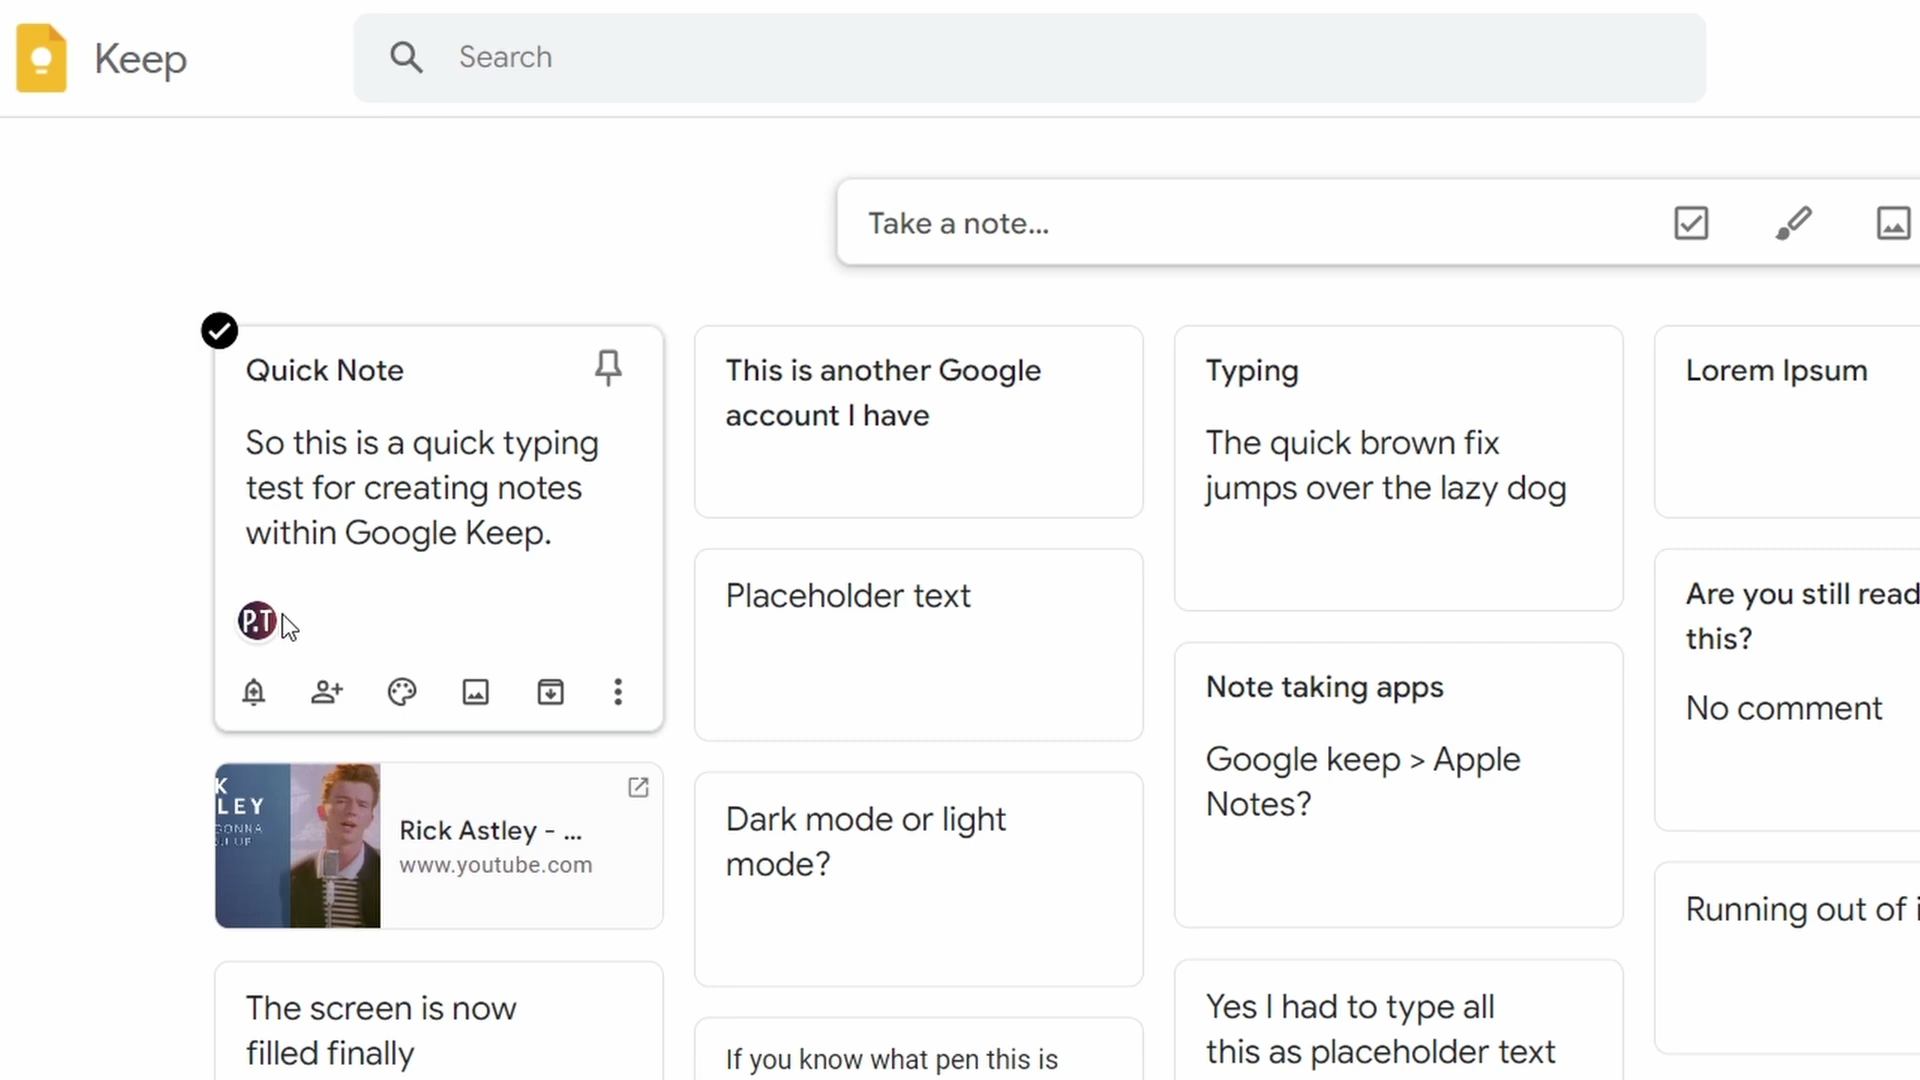 Keep
Search
Take a note...
Quick Note
So this is a quick typing
test for creating notes
within Google Keep.
P.T
K
LEY
GONNA
Rick Astley - ...
www.youtube.com
The screen is now
filled finally
This is another Google
account I have
Placeholder text
Dark mode or light
mode?
If you know what pen this is
Typing
The quick brown fix
jumps over the lazy dog
Note taking apps
Google keep > Apple
Notes?
Yes I had to type all
this as placeholder text
Lorem Ipsum
Are you still read
this?
No comment
Running out of i